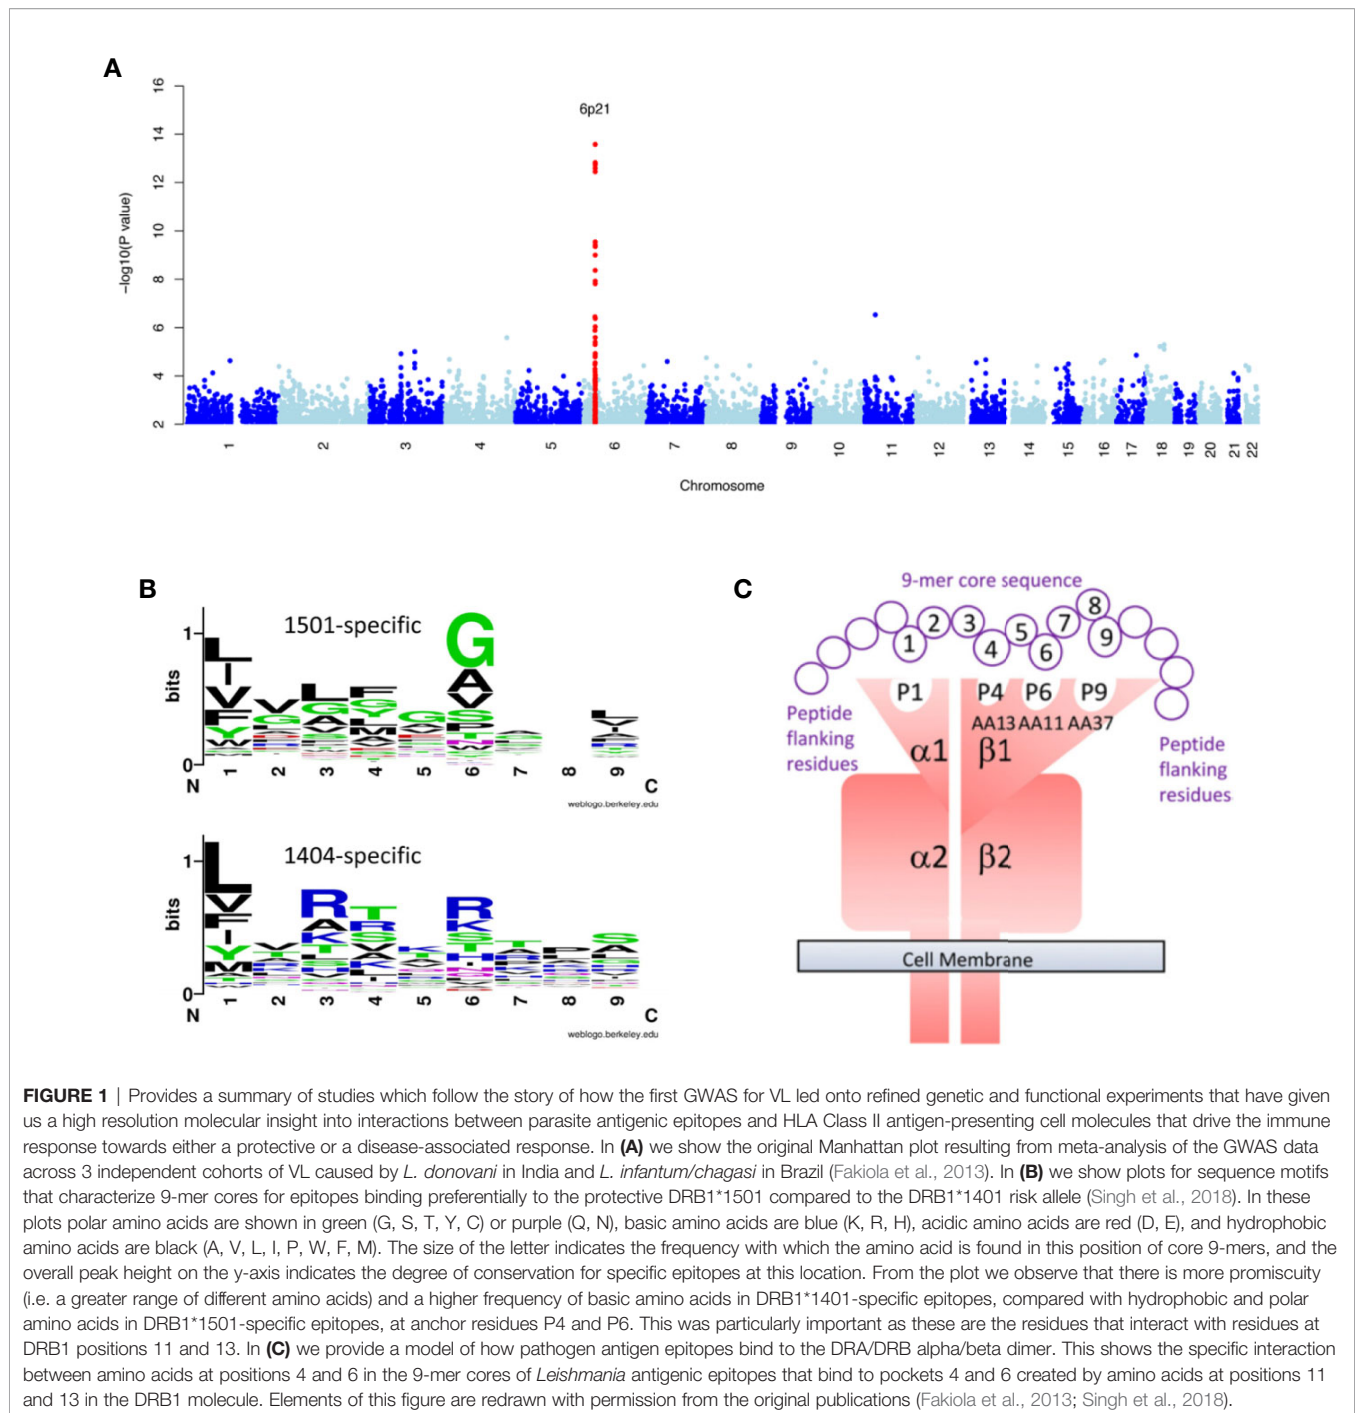 A
16
14
12
10
8
6
4
2
−log10(P value)
6p21
1 2 3 4 5 6 7 8 9 10 11 12 13 14 15 16 17 18 19 20 21 22
Chromosome
B
1501-specific
bits
1
0
N 1 2 3 4 5 6 7 8 9 C
weblogo.berkeley.edu
1404-specific
bits
1
0
N 1 2 3 4 5 6 7 8 9 C
weblogo.berkeley.edu
C
9-mer core sequence
1 2 3 4 5 6 7 8 9
P1 P4 P6 P9
AA13 AA11 AA37
Peptide
flanking
residues
α1 β1
Peptide
flanking
residues
α2 β2
Cell Membrane
FIGURE 1 | Provides a summary of studies which follow the story of how the first GWAS for VL led onto refined genetic and functional experiments that have given
us a high resolution molecular insight into interactions between parasite antigenic epitopes and HLA Class II antigen-presenting cell molecules that drive the immune
response towards either a protective or a disease-associated response. In (A) we show the original Manhattan plot resulting from meta-analysis of the GWAS data
across 3 independent cohorts of VL caused by L. donovani in India and L. infantum/chagasi in Brazil (Fakiola et al., 2013). In (B) we show plots for sequence motifs
that characterize 9-mer cores for epitopes binding preferentially to the protective DRB1*1501 compared to the DRB1*1401 risk allele (Singh et al., 2018). In these
plots polar amino acids are shown in green (G, S, T, Y, C) or purple (Q, N), basic amino acids are blue (K, R, H), acidic amino acids are red (D, E), and hydrophobic
amino acids are black (A, V, L, I, P, W, F, M). The size of the letter indicates the frequency with which the amino acid is found in this position of core 9-mers, and the
overall peak height on the y-axis indicates the degree of conservation for specific epitopes at this location. From the plot we observe that there is more promiscuity
(i.e. a greater range of different amino acids) and a higher frequency of basic amino acids in DRB1*1401-specific epitopes, compared with hydrophobic and polar
amino acids in DRB1*1501-specific epitopes, at anchor residues P4 and P6. This was particularly important as these are the residues that interact with residues at
DRB1 positions 11 and 13. In (C) we provide a model of how pathogen antigen epitopes bind to the DRA/DRB alpha/beta dimer. This shows the specific interaction
between amino acids at positions 4 and 6 in the 9-mer cores of Leishmania antigenic epitopes that bind to pockets 4 and 6 created by amino acids at positions 11
and 13 in the DRB1 molecule. Elements of this figure are redrawn with permission from the original publications (Fakiola et al., 2013; Singh et al., 2018).